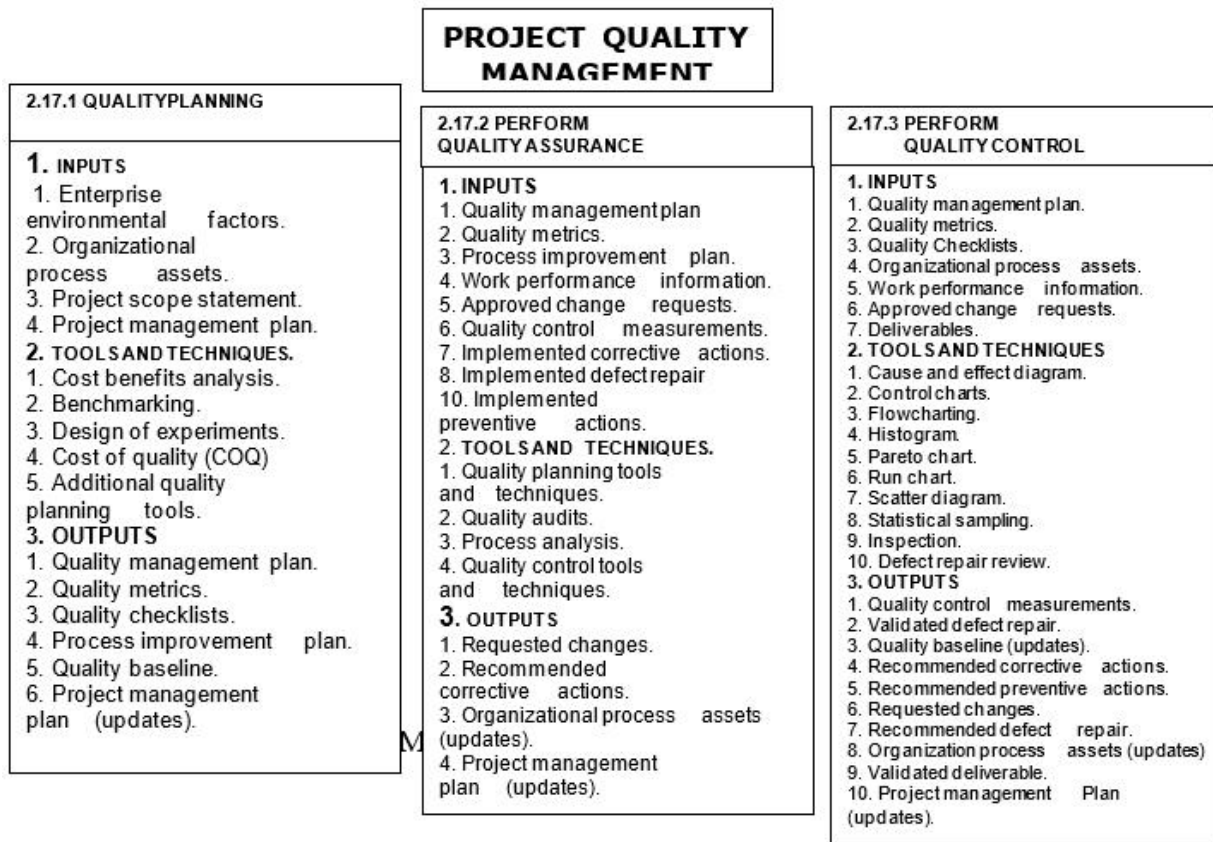 PROJECT QUALITY
MANAGEMENT
2.17.1 QUALITYPLANNING
1. INPUTS
1. Enterprise
environmental factors.
2. Organizational
process assets.
3. Project scope statement.
4. Project management plan.
2. TOOLS AND TECHNIQUES.
1. Cost benefits analysis.
2. Benchmarking.
3. Design of experiments.
4. Cost of quality (COQ)
5. Additional quality
planning tools.
3. OUTPUTS
1. Quality management plan.
2. Quality metrics.
3. Quality checklists.
4. Process improvement plan.
5. Quality baseline.
6. Project management
plan (updates).
M
2.17.2 PERFORM
QUALITY ASSURANCE
1. INPUTS
1. Quality management plan
2. Quality metrics.
3. Process improvement plan.
4. Work performance information.
5. Approved change requests.
6. Quality control measurements.
7. Implemented corrective actions.
8. Implemented defect repair
10. Implemented
preventive actions.
2. TOOLS AND TECHNIQUES.
1. Quality planning tools
and techniques.
2. Quality audits.
3. Process analysis.
4. Quality control tools
and techniques.
3. OUTPUTS
1. Requested changes.
2. Recommended
corrective actions.
3. Organizational process assets
(updates).
4. Project management
plan (updates).
2.17.3 PERFORM
QUALITY CONTROL
1. INPUTS
1. Quality management plan.
2. Quality metrics.
3. Quality Checklists.
4. Organizational process assets.
5. Work performance information.
6. Approved change requests.
7. Deliverables.
2. TOOLS AND TECHNIQUES
1. Cause and effect diagram.
2. Control charts.
3. Flowcharting.
4. Histogram.
5. Pareto chart.
6. Run chart.
7. Scatter diagram.
8. Statistical sampling.
9. Inspection.
10. Defect repair review.
3. OUTPUTS
1. Quality control measurements.
2. Validated defect repair.
3. Quality baseline (updates).
4. Recommended corrective actions.
5. Recommended preventive actions.
6. Requested changes.
7. Recommended defect repair.
8. Organization process assets (updates)
9. Validated deliverable.
10. Project management Plan
(updates).